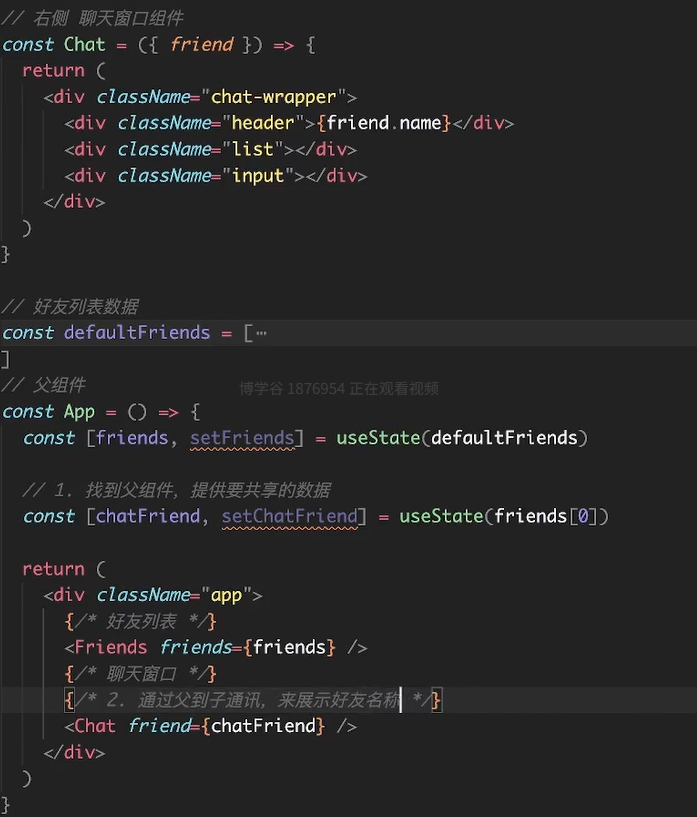 // 右侧 聊天窗口组件
const Chat = ({ friend }) => {
  return (
    <div className="chat-wrapper">
      <div className="header">{friend.name}</div>
      <div className="list"></div>
      <div className="input"></div>
    </div>
  )
}
// 好友列表数据
const defaultFriends = [⋯
]
// 父组件
博学谷 1876954 正在观看视频
const App = () => {
  const [friends, setFriends] = useState(defaultFriends)
  // 1. 找到父组件，提供要共享的数据
  const [chatFriend, setChatFriend] = useState(friends[0])
  return (
    <div className="app">
      {/* 好友列表 */}
      <Friends friends={friends} />
      {/* 聊天窗口 */}
      {/* 2. 通过父到子通讯，来展示好友名称 */}
      <Chat friend={chatFriend} />
    </div>
  )
}